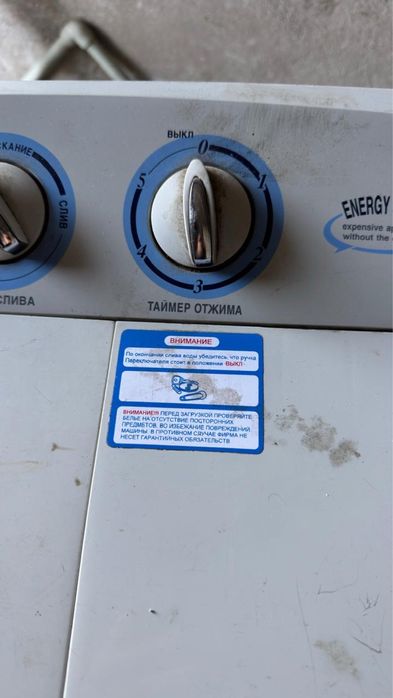 ВЫКЛ
0
1
2
3
4
5
СКАНИЕ
СЛИВ
СЛИВА
ТАЙМЕР ОТЖИМА
ENERGY
expensive
without the
ВНИМАНИЕ
По окончании слива воды убедитесь, что ручка
Переключателя стоит в положении ВЫКЛ
ВНИМАНИЕ!!! ПЕРЕД ЗАГРУЗКОЙ ПРОВЕРЯЙТЕ
БЕЛЬЕ НА ОТСУТСТВИЕ ПОСТОРОННИХ
ПРЕДМЕТОВ, ВО ИЗБЕЖАНИЕ ПОВРЕЖДЕНИЙ
МАШИНЫ. В ПРОТИВНОМ СЛУЧАЕ ФИРМА НЕ
НЕСЕТ ГАРАНТИЙНЫХ ОБЯЗАТЕЛЬСТВ.